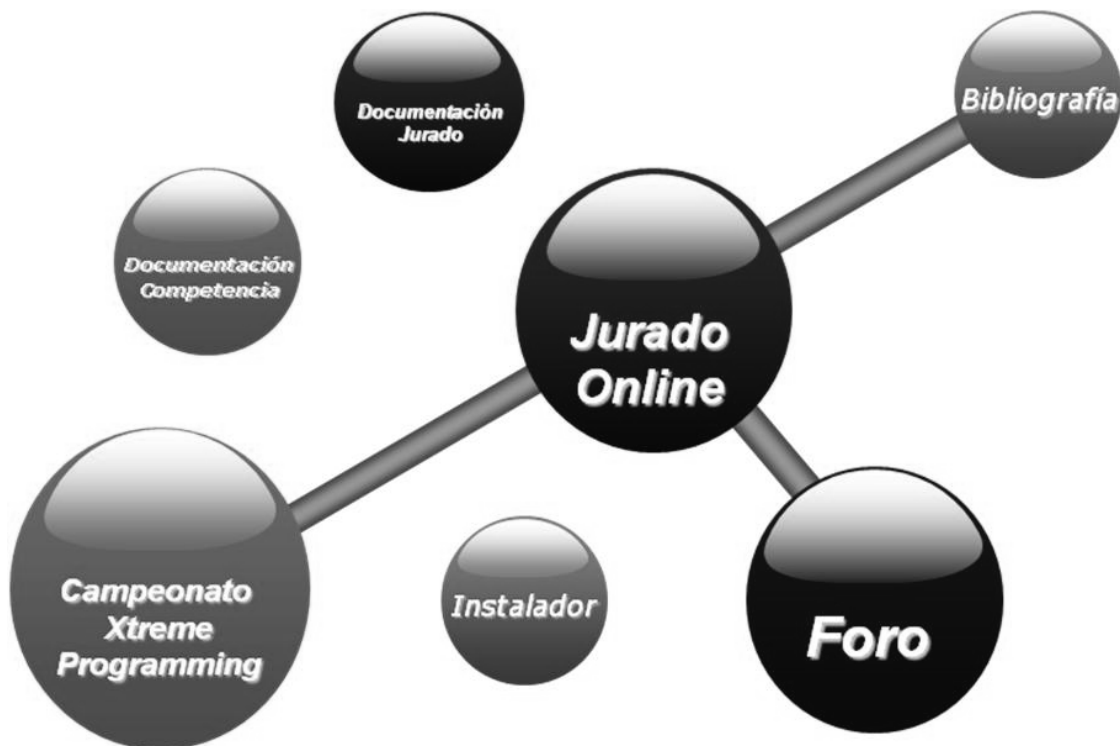 Documentación
Jurado
Bibliografía
Documentación
Competencia
Jurado
Online
Campeonato
Xtreme
Programming
Instalador
Foro